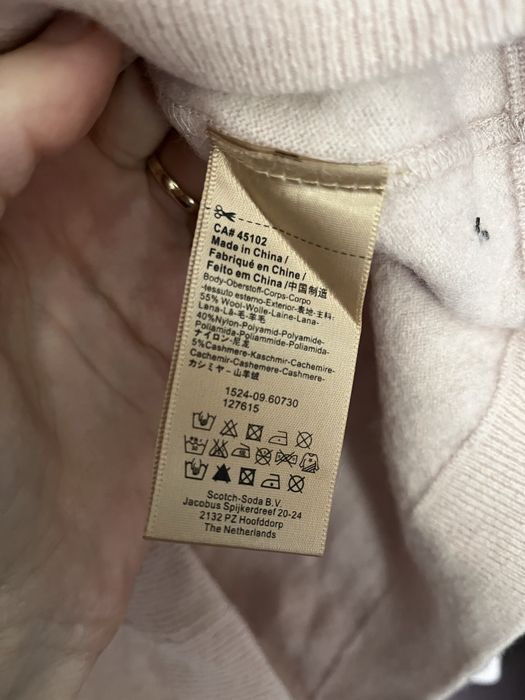 CA# 45102
Made in China /
Fabriqué en Chine /
Feito em China /中国制造
Body-Oberstoff-Corps-Corpo
-tessuto esterno-Exterior-表地-主料:
55% Wool-Wolle-Laine-Lana-
Lana-Lã-毛-羊毛
40%Nylon-Polyamid-Polyamide-
Poliamida-Poliammide-Poliamida-
ナイロン-尼龙
5%Cashmere-Kaschmir-Cachemire-
Cachemir-Cashemere-Cashmere-
カシミヤ-山羊绒
1524-09.60730
127615
Scotch-Soda B.V.
Jacobus Spijkerdreef 20-24
2132 PZ Hoofddorp
The Netherlands